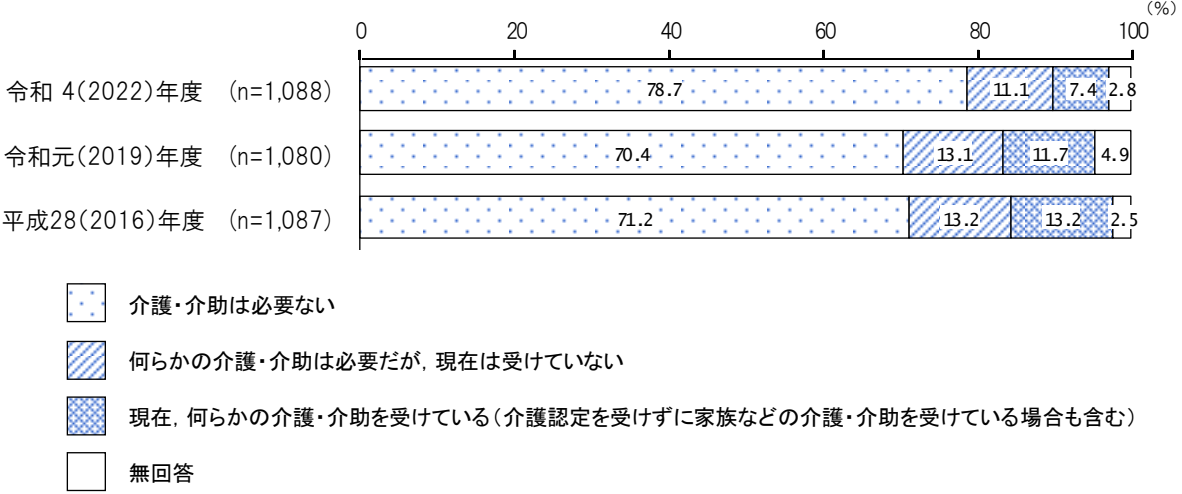 (%)
0 20 40 60 80 100
令和 4(2022)年度 (n=1,088) 78.7 11.1 7.4 2.8
令和元(2019)年度 (n=1,080) 70.4 13.1 11.7 4.9
平成28(2016)年度 (n=1,087) 71.2 13.2 13.2 2.5
介護・介助は必要ない
何らかの介護・介助は必要だが，現在は受けていない
現在，何らかの介護・介助を受けている（介護認定を受けずに家族などの介護・介助を受けている場合も含む）
無回答